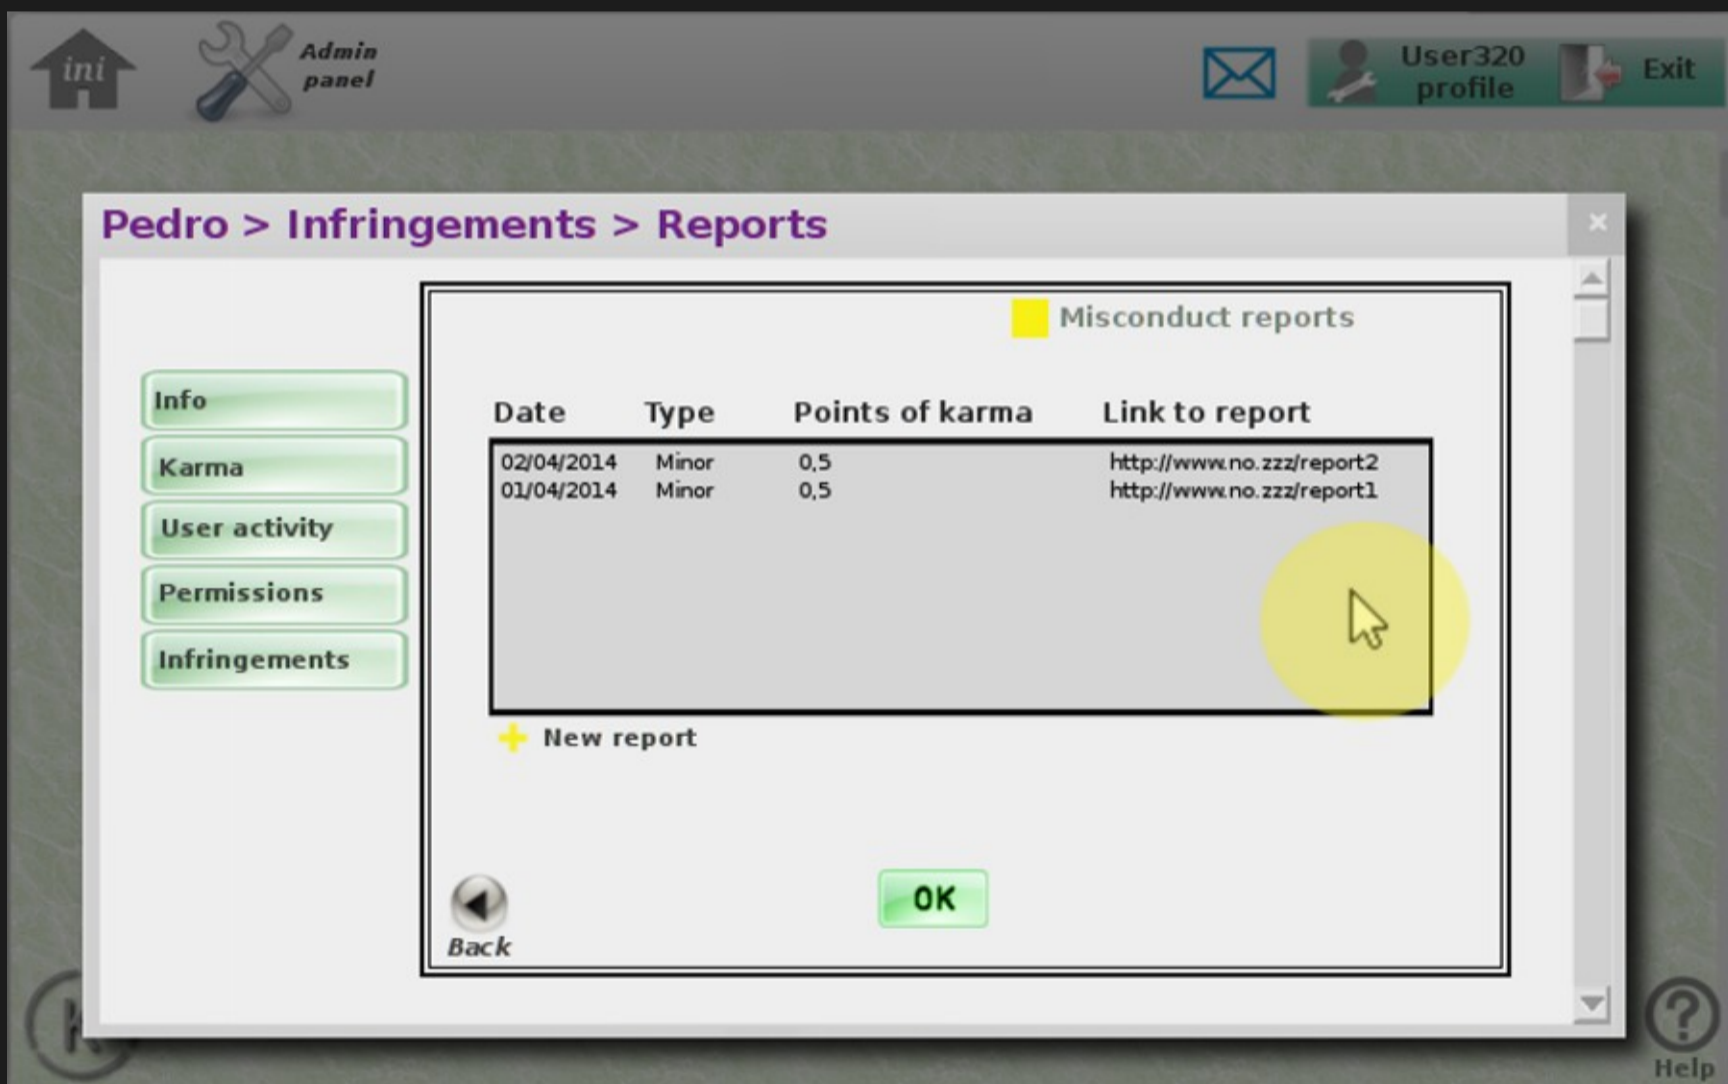 ini
Admin
panel
User320
profile
Exit
Pedro > Infringements > Reports
x
Misconduct reports
Info
Karma
User activity
Permissions
Infringements
Date Type Points of karma Link to report
02/04/2014 Minor 0,5 http://www.no.zzz/report2
01/04/2014 Minor 0,5 http://www.no.zzz/report1
+ New report
OK
Back
?
Help